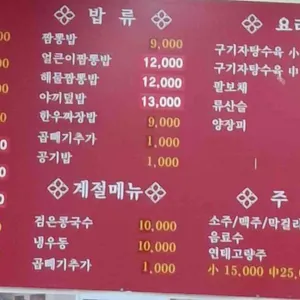 밥 류
짬뽕밥 9,000
얼큰이짬뽕밥 12,000
해물짬뽕밥 12,000
야끼덮밥 13,000
한우짜장밥 9,000
곱빼기추가 1,000
공기밥 1,000
계절메뉴
검은콩국수 10,000
냉우동 10,000
곱빼기추가 1,000
요리
구기자탕수육 小
구기자탕수육 中
팔보채
류산슬
양장피
주
소주/맥주/막걸리
음료수
연태고량주
小 15,000 中25,